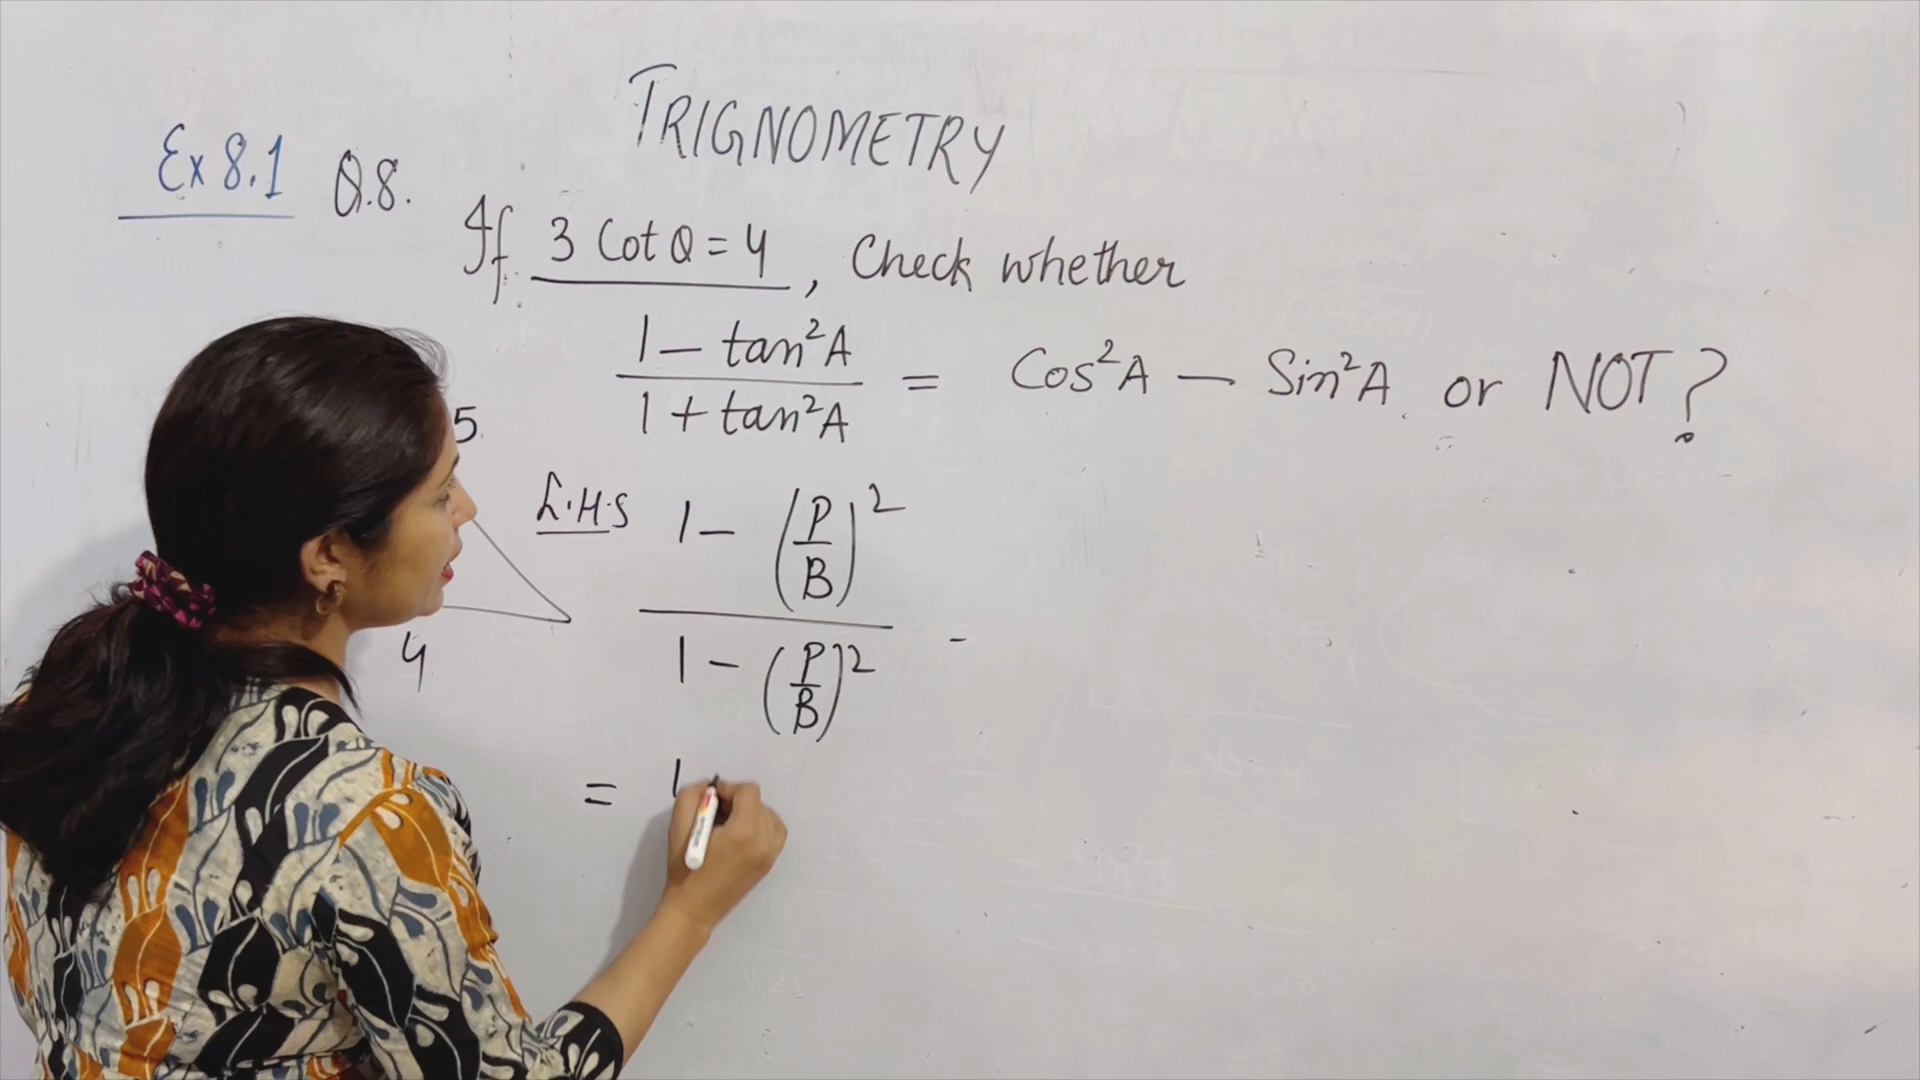 TRIGNOMETRY
Ex 8.1 Q.8.
If 3 Cot Q = 4, Check whether
1 - tan²A / 1 + tan²A = Cos²A - Sin²A or NOT?
5
4
L.H.S
1 - (P/B)²
1 - (P/B)²
-
= 1